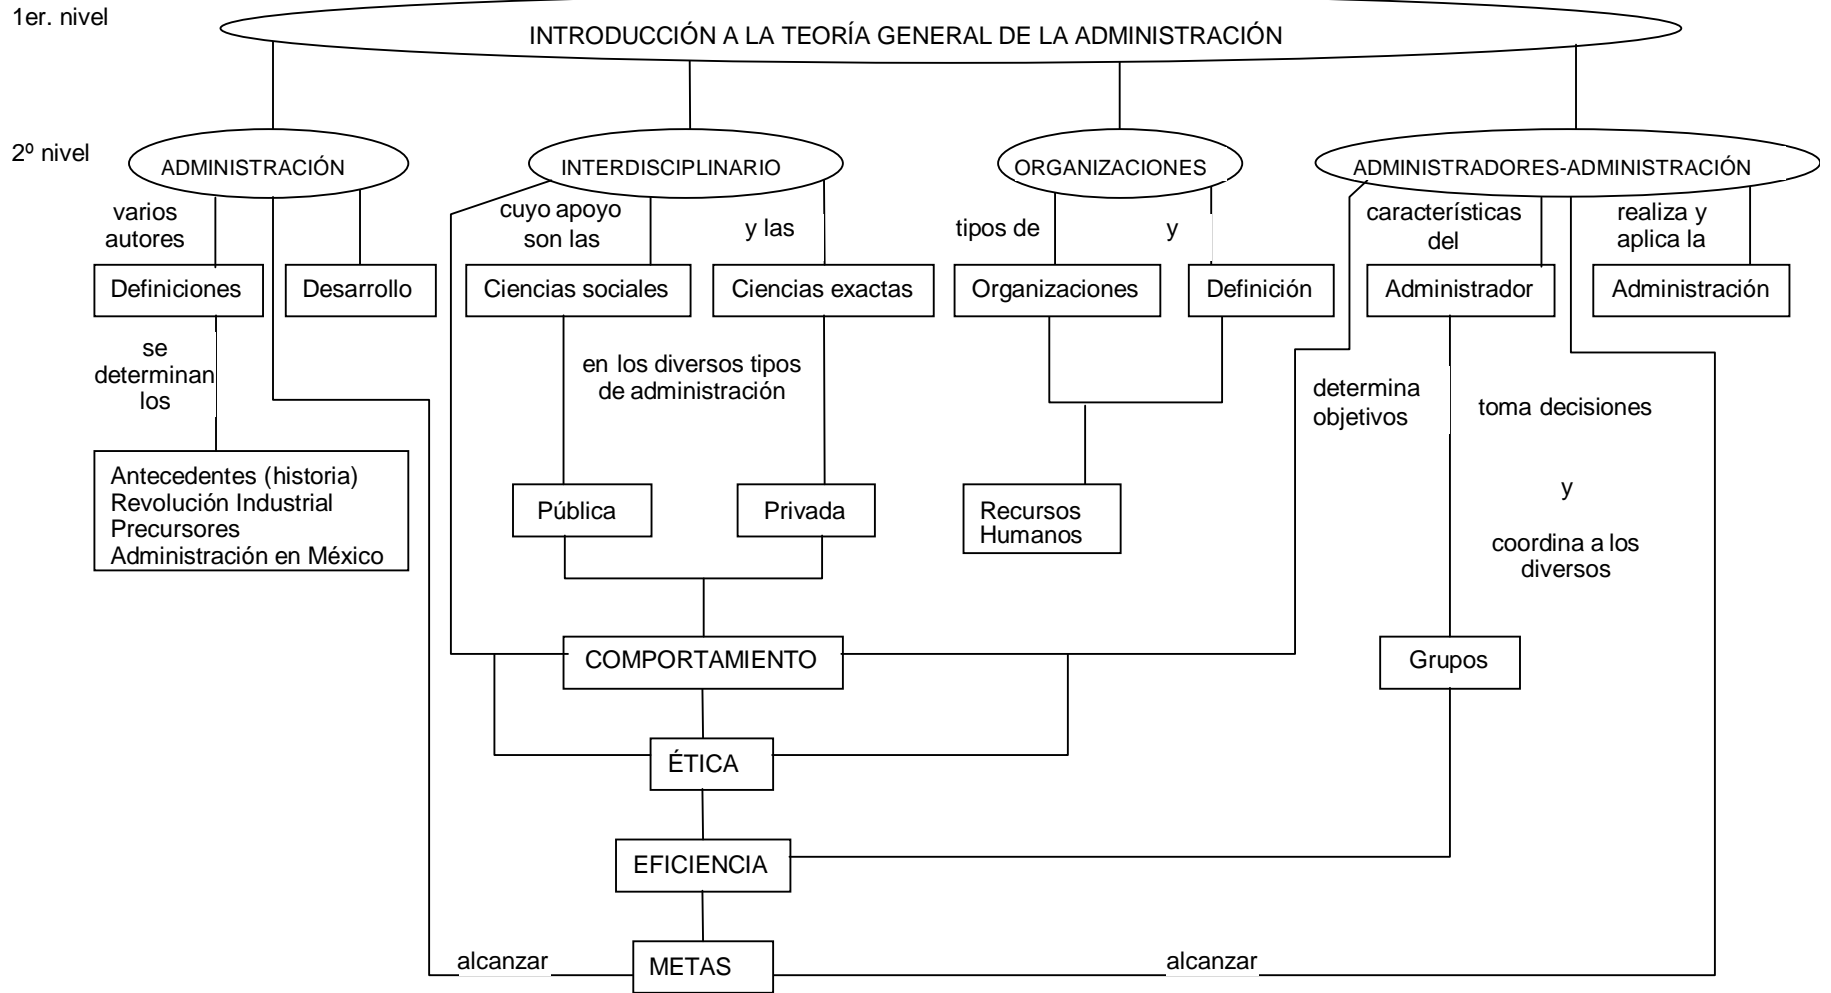 1er. nivel
INTRODUCCIÓN A LA TEORÍA GENERAL DE LA ADMINISTRACIÓN
2º nivel
ADMINISTRACIÓN
INTERDISCIPLINARIO
ORGANIZACIONES
ADMINISTRADORES-ADMINISTRACIÓN
varios
autores
cuyo apoyo
son las
y las
tipos de
y
características
del
realiza y
aplica la
Definiciones
Desarrollo
Ciencias sociales
Ciencias exactas
Organizaciones
Definición
Administrador
Administración
se
determinan
los
en los diversos tipos
de administración
determina
objetivos
toma decisiones
y
coordina a los
diversos
Antecedentes (historia)
Revolución Industrial
Precursores
Administración en México
Pública
Privada
Recursos
Humanos
COMPORTAMIENTO
Grupos
ÉTICA
EFICIENCIA
alcanzar
METAS
alcanzar